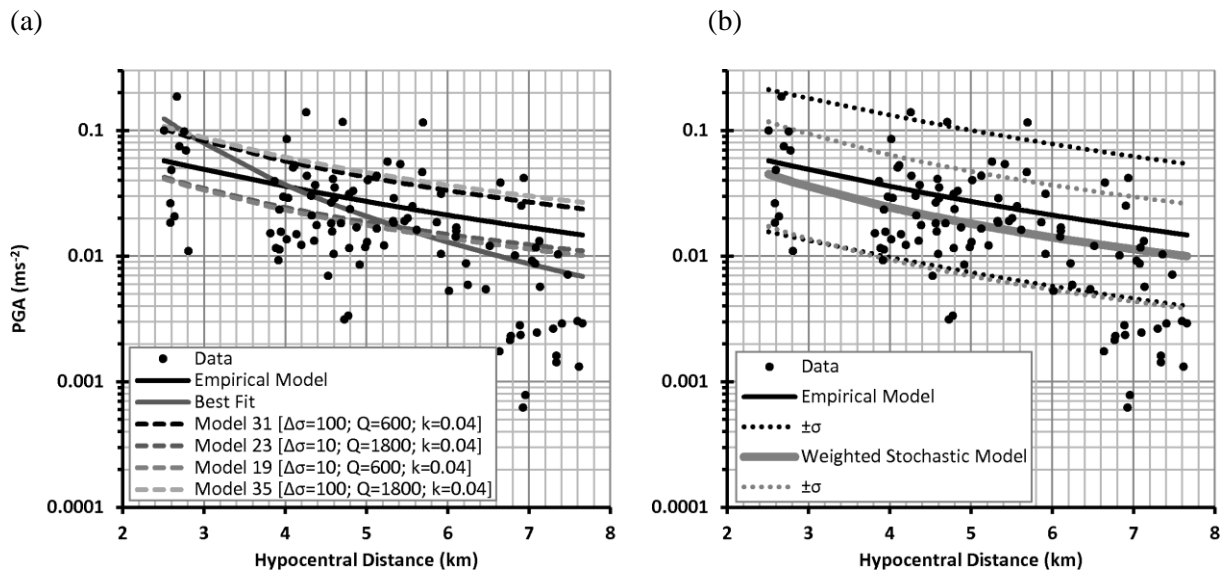 (a)
(b)
PGA (ms⁻²)
0.1
0.01
0.001
0.0001
Data
Empirical Model
Best Fit
Model 31 [Δσ=100; Q=600; k=0.04]
Model 23 [Δσ=10; Q=1800; k=0.04]
Model 19 [Δσ=10; Q=600; k=0.04]
Model 35 [Δσ=100; Q=1800; k=0.04]
2 3 4 5 6 7 8
Hypocentral Distance (km)
0.1
0.01
0.001
0.0001
Data
Empirical Model
±σ
Weighted Stochastic Model
±σ
2 3 4 5 6 7 8
Hypocentral Distance (km)